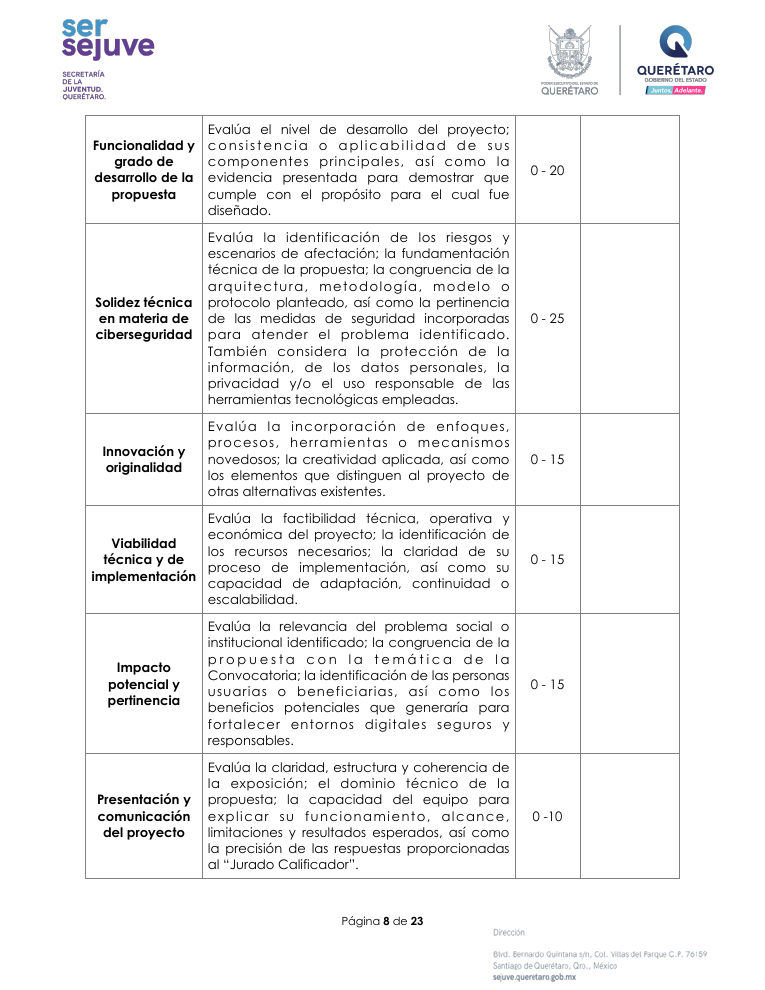 ser
sejuve
SECRETARÍA
DE LA
JUVENTUD.
QUERÉTARO.
PODER EJECUTIVO DEL ESTADO DE
QUERÉTARO
QUERÉTARO
GOBIERNO DEL ESTADO
Juntos, Adelante.
Funcionalidad y
grado de
desarrollo de la
propuesta
Evalúa el nivel de desarrollo del proyecto;
consistencia o aplicabilidad de sus
componentes principales, así como la
evidencia presentada para demostrar que
cumple con el propósito para el cual fue
diseñado.
0 - 20
Solidez técnica
en materia de
ciberseguridad
Evalúa la identificación de los riesgos y
escenarios de afectación; la fundamentación
técnica de la propuesta; la congruencia de la
arquitectura, metodología, modelo o
protocolo planteado, así como la pertinencia
de las medidas de seguridad incorporadas
para atender el problema identificado.
También considera la protección de la
información, de los datos personales, la
privacidad y/o el uso responsable de las
herramientas tecnológicas empleadas.
0 - 25
Innovación y
originalidad
Evalúa la incorporación de enfoques,
procesos, herramientas o mecanismos
novedosos; la creatividad aplicada, así como
los elementos que distinguen al proyecto de
otras alternativas existentes.
0 - 15
Viabilidad
técnica y de
implementación
Evalúa la factibilidad técnica, operativa y
económica del proyecto; la identificación de
los recursos necesarios; la claridad de su
proceso de implementación, así como su
capacidad de adaptación, continuidad o
escalabilidad.
0 - 15
Impacto
potencial y
pertinencia
Evalúa la relevancia del problema social o
institucional identificado; la congruencia de la
propuesta con la temática de la
Convocatoria; la identificación de las personas
usuarias o beneficiarias, así como los
beneficios potenciales que generaría para
fortalecer entornos digitales seguros y
responsables.
0 - 15
Presentación y
comunicación
del proyecto
Evalúa la claridad, estructura y coherencia de
la exposición; el dominio técnico de la
propuesta; la capacidad del equipo para
explicar su funcionamiento, alcance,
limitaciones y resultados esperados, así como
la precisión de las respuestas proporcionadas
al “Jurado Calificador”.
0 -10
Página 8 de 23
Dirección
Blvd. Bernardo Quintana s/n, Col. Villas del Parque C.P. 76159
Santiago de Querétaro, Qro., México
sejuve.queretaro.gob.mx